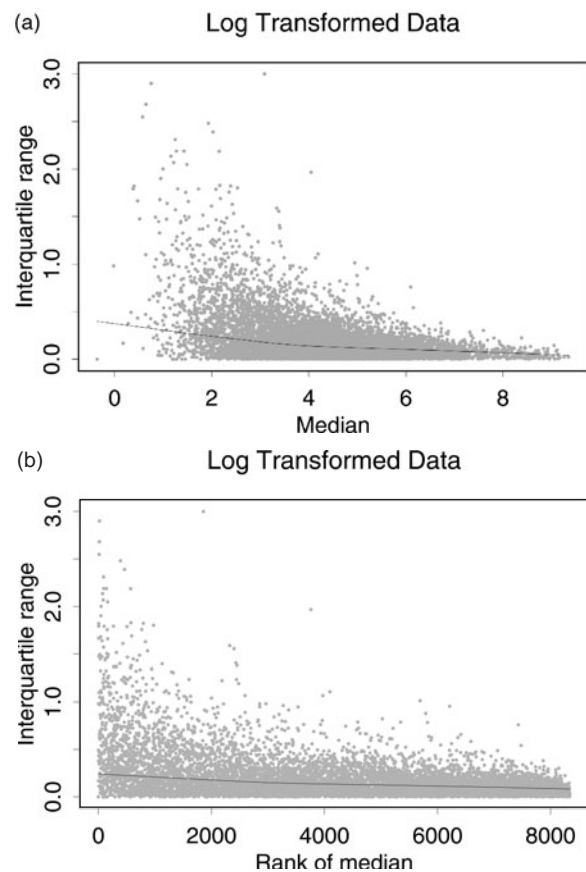 (a)
Log Transformed Data
Interquartile range
3.0
2.0
1.0
0.0
0 2 4 6 8
Median
(b)
Log Transformed Data
Interquartile range
3.0
2.0
1.0
0.0
0 2000 4000 6000 8000
Rank of median